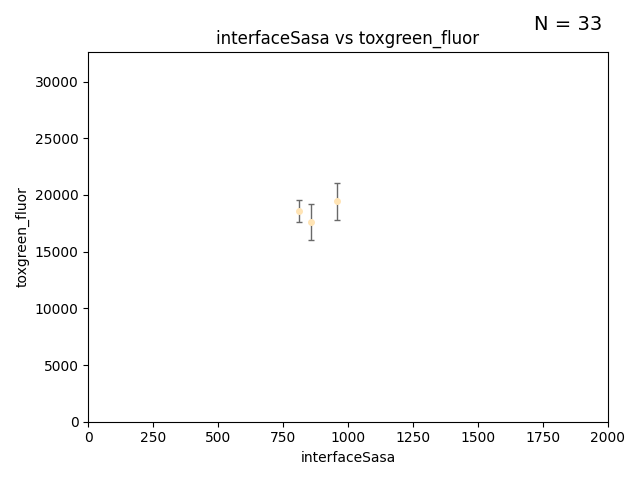 N = 33
interfaceSasa vs toxgreen_fluor
30000
25000
20000
15000
10000
5000
0
toxgreen_fluor
0 250 500 750 1000 1250 1500 1750 2000
interfaceSasa